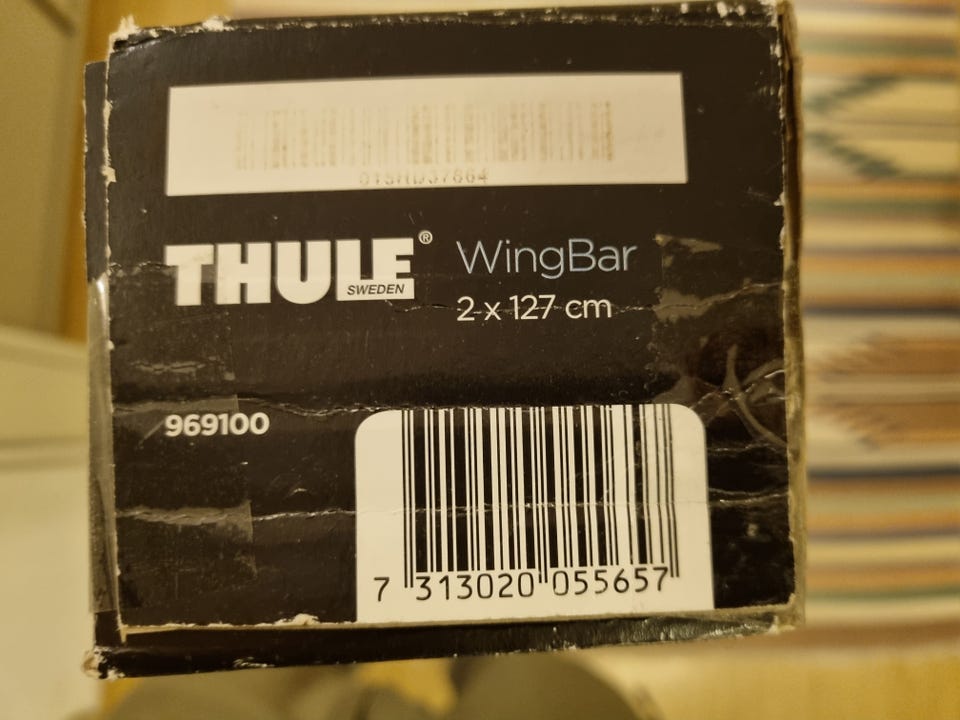 THULE®
SWEDEN
WingBar
2 x 127 cm
969100
7 313020 055657